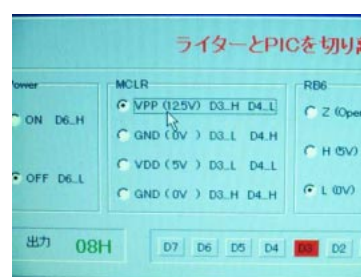 ライターとPICを切り
Power
MCLR
RB6
VPP (12.5V) D3_H D4_L
ON D6_H
GND ( 0V ) D3_L D4_H
Z (Ope
VDD ( 5V ) D3_L D4_L
H (5V)
OFF D6_L
GND ( 0V ) D3_H D4_H
L (0V)
出力 08H D7 D6 D5 D4 D3 D2